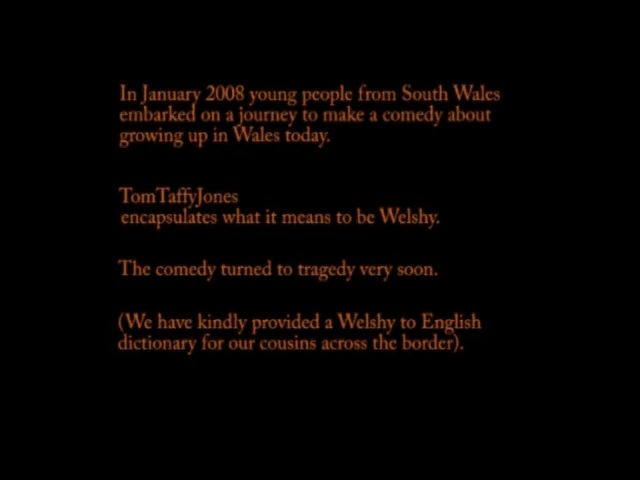 In January 2008 young people from South Wales
embarked on a journey to make a comedy about
growing up in Wales today.
TomTaffyJones
encapsulates what it means to be Welshy.
The comedy turned to tragedy very soon.
(We have kindly provided a Welshy to English
dictionary for our cousins across the border).